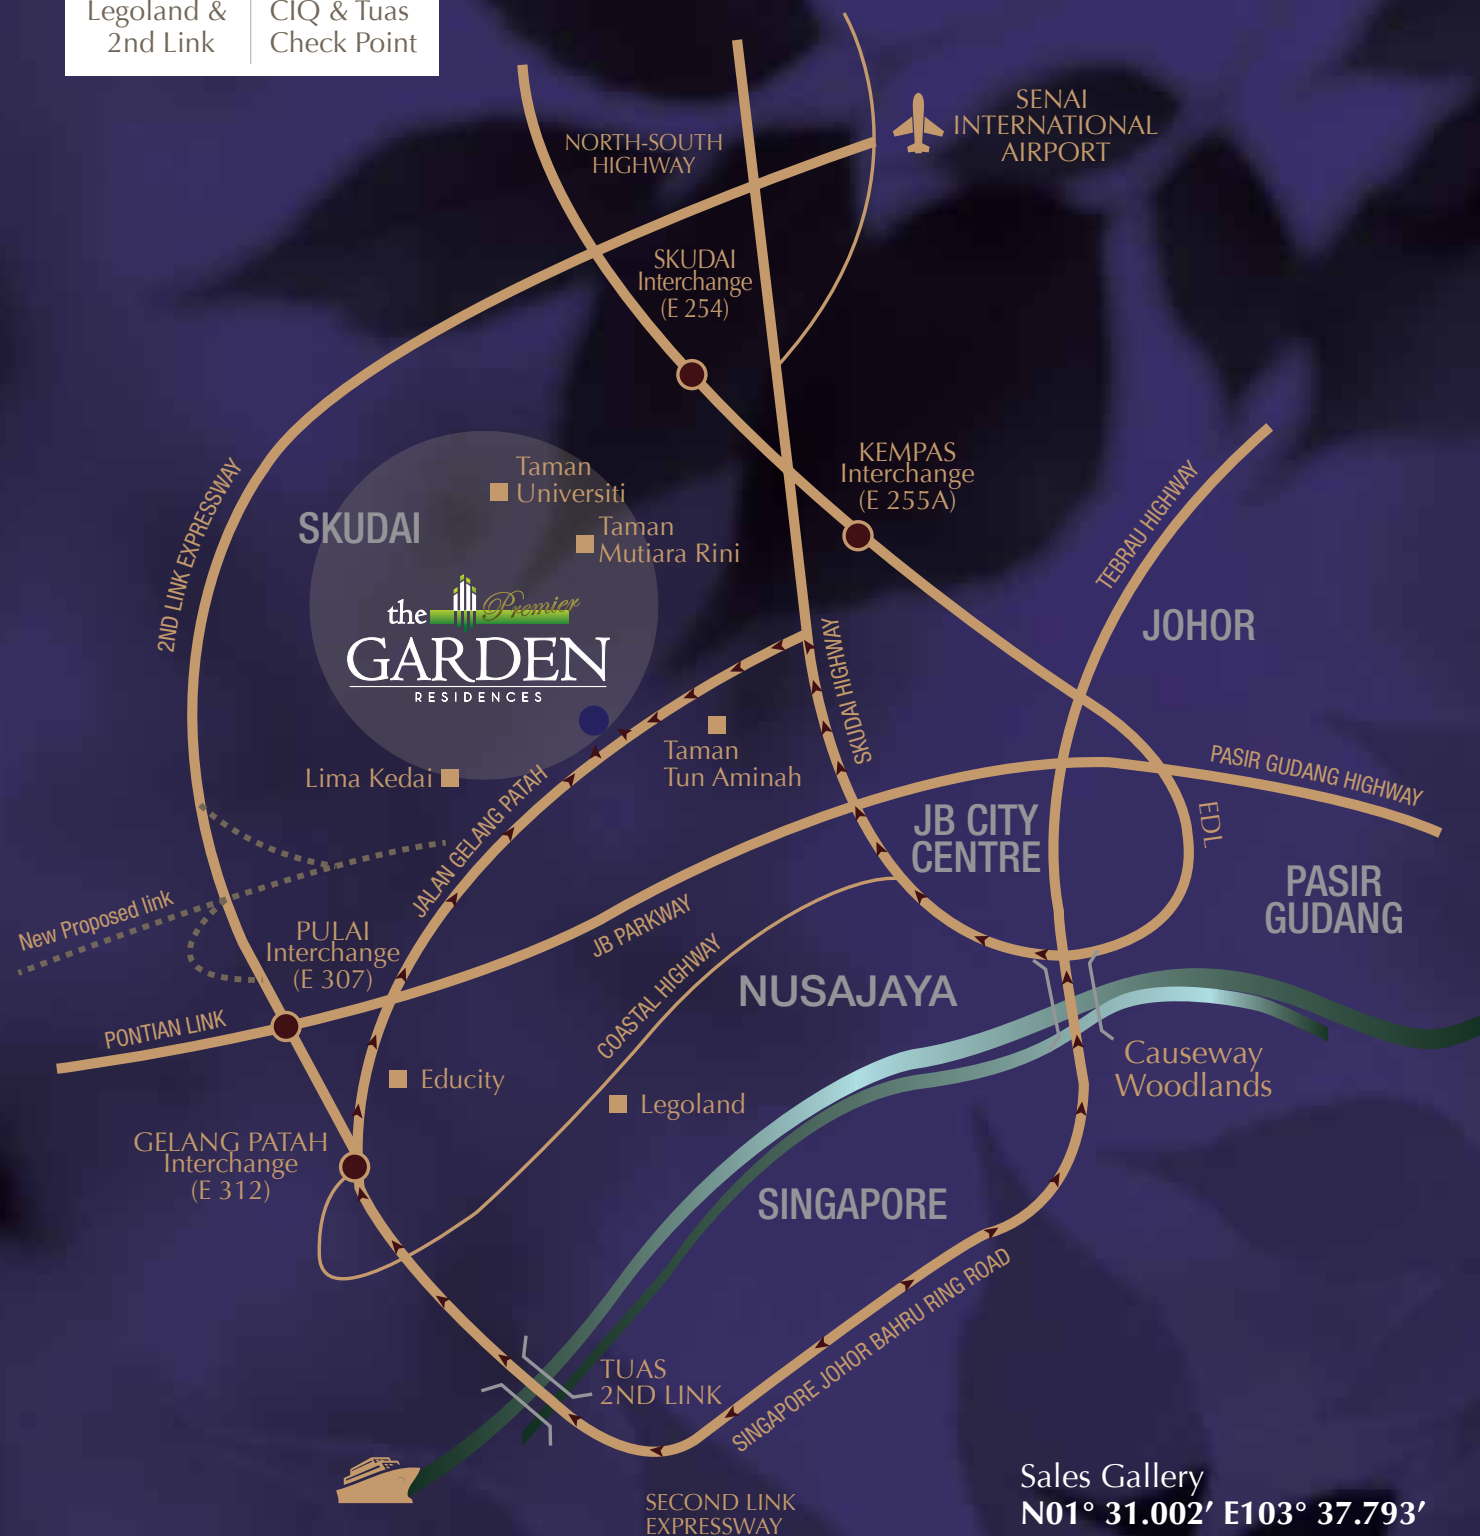 Legoland &
2nd Link
CIQ & Tuas
Check Point
SENAI
INTERNATIONAL
AIRPORT
NORTH-SOUTH
HIGHWAY
SKUDAI
Interchange
(E 254)
KEMPAS
Interchange
(E 255A)
Taman
Universiti
SKUDAI
Taman
Mutiara Rini
2ND LINK EXPRESSWAY
TEBRAU HIGHWAY
the Premier
GARDEN
RESIDENCES
JOHOR
SKUDAI HIGHWAY
Taman
Tun Aminah
Lima Kedai
JALAN GELANG PATAH
PASIR GUDANG HIGHWAY
EDL
JB CITY
CENTRE
PASIR
GUDANG
New Proposed link
PULAI
Interchange
(E 307)
JB PARKWAY
COASTAL HIGHWAY
NUSAJAYA
PONTIAN LINK
Causeway
Woodlands
Educity
Legoland
GELANG PATAH
Interchange
(E 312)
SINGAPORE
SINGAPORE JOHOR BAHRU RING ROAD
TUAS
2ND LINK
SECOND LINK
EXPRESSWAY
Sales Gallery
N01° 31.002′ E103° 37.793′